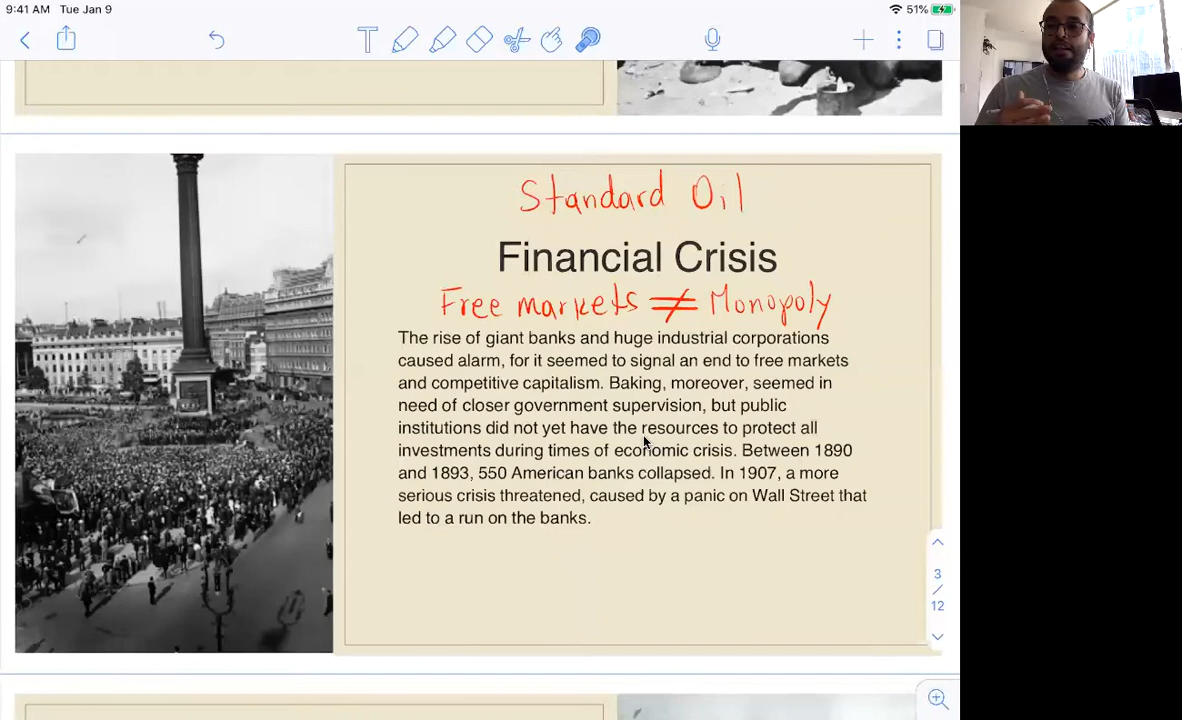 9:41 AM Tue Jan 9
51%
Standard Oil
Financial Crisis
Free markets ≠ Monopoly
The rise of giant banks and huge industrial corporations
caused alarm, for it seemed to signal an end to free markets
and competitive capitalism. Baking, moreover, seemed in
need of closer government supervision, but public
institutions did not yet have the resources to protect all
investments during times of economic crisis. Between 1890
and 1893, 550 American banks collapsed. In 1907, a more
serious crisis threatened, caused by a panic on Wall Street that
led to a run on the banks.
3
/
12